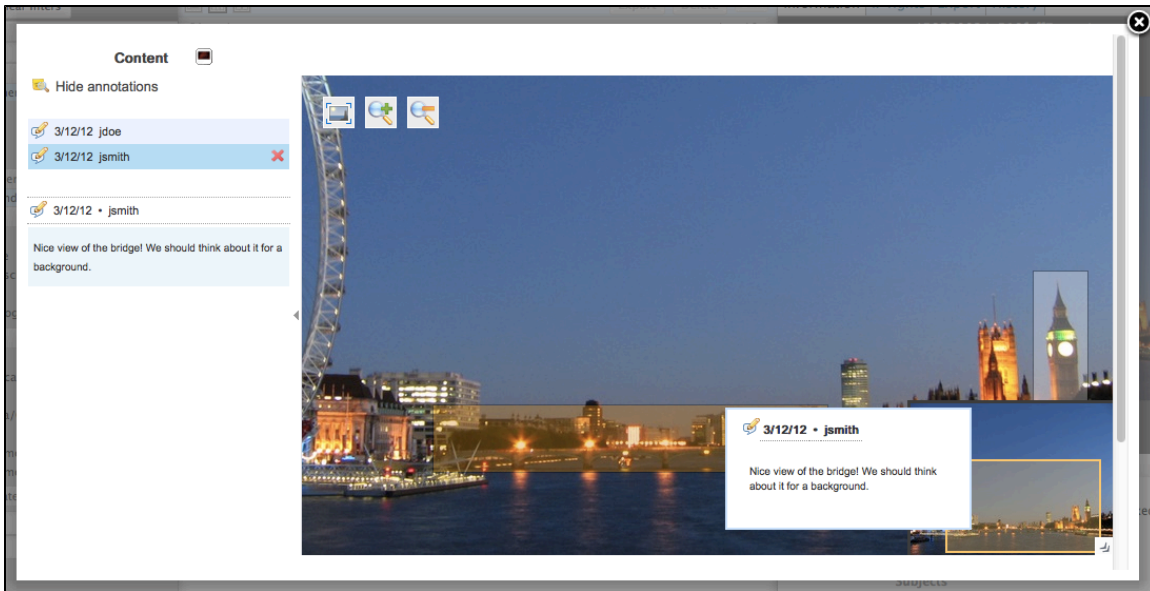 Content
Hide annotations
3/12/12 jdoe
3/12/12 jsmith
3/12/12 • jsmith
Nice view of the bridge! We should think about it for a
background.
3/12/12 • jsmith
Nice view of the bridge! We should think
about it for a background.
Subjects